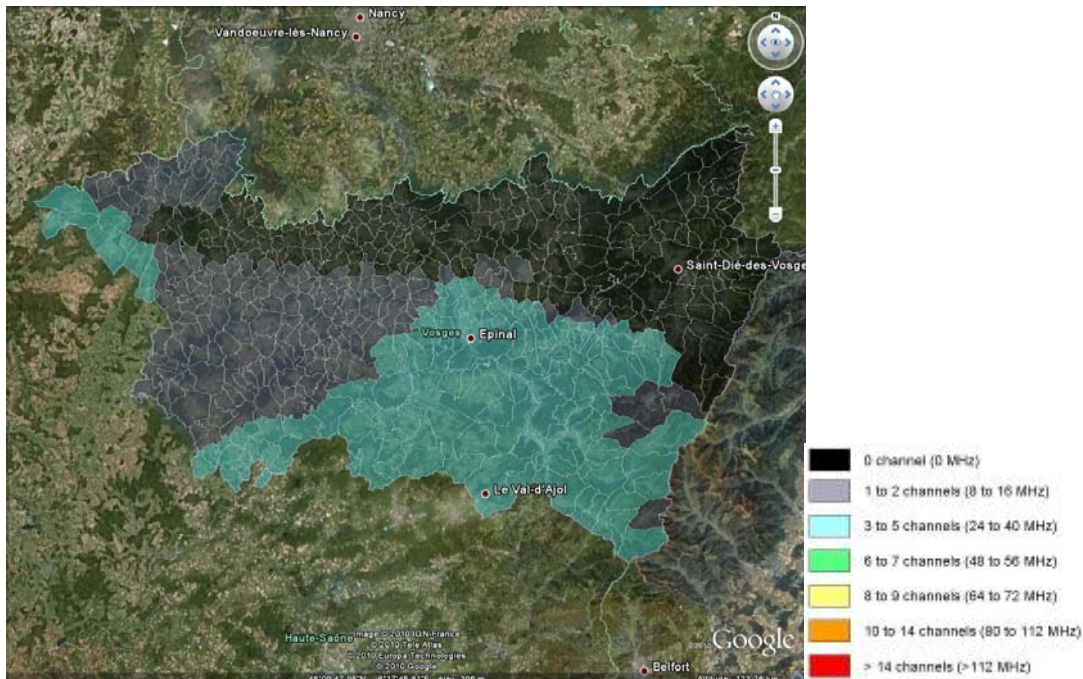 Nancy
Vandoeuvre-lès-Nancy
N
Saint-Dié-des-Vosge
Vosges
Epinal
Le Val-d'Ajol
Haute-Saône
Image © 2010 IGN-France
© 2010 Tele Atlas
© 2010 Europa Technologies
© 2010 Google
©2010 Google
Belfort
0 channel (0 MHz)
1 to 2 channels (8 to 16 MHz)
3 to 5 channels (24 to 40 MHz)
6 to 7 channels (48 to 56 MHz)
8 to 9 channels (64 to 72 MHz)
10 to 14 channels (80 to 112 MHz)
> 14 channels (>112 MHz)